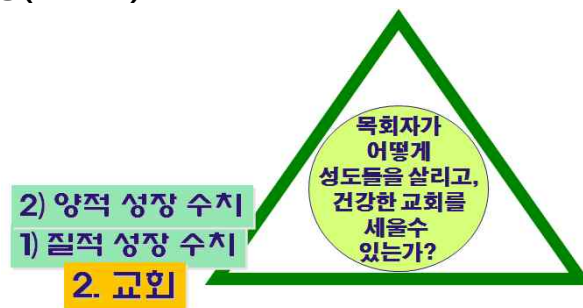 목회자가
어떻게
성도들을 살리고,
건강한 교회를
세울수
있는가?
2) 양적 성장 수치
1) 질적 성장 수치
2. 교회